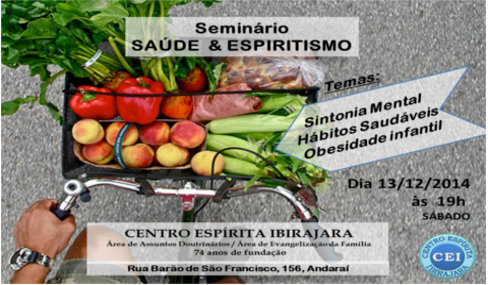 Seminário
SAÚDE & ESPIRITISMO
Temas:
Sintonia Mental
Hábitos Saudáveis
Obesidade infantil
Dia 13/12/2014
às 19h
SÁBADO
CENTRO ESPÍRITA IBIRAJARA
Área de Assuntos Doutrinários / Área de Evangelização da Família
74 anos de fundação
Rua Barão de São Francisco, 156, Andaraí
CENTRO ESPÍRITA
CEI
IBIRAJARA